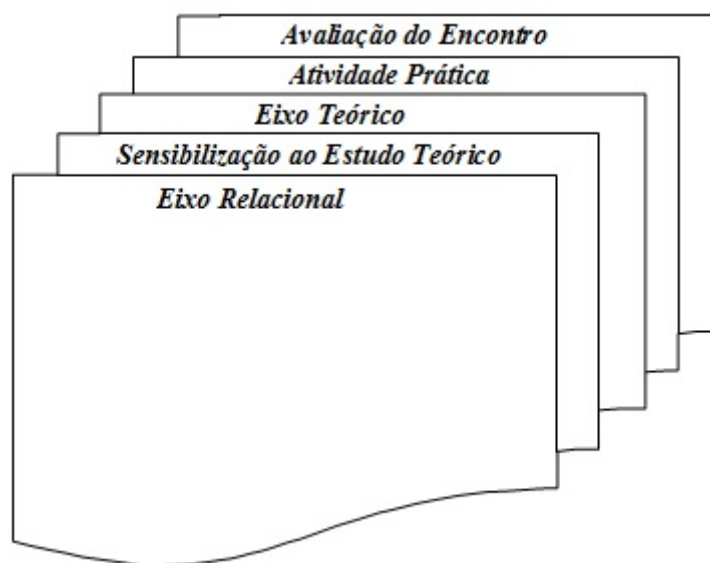 Avaliação do Encontro
Atividade Prática
Eixo Teórico
Sensibilização ao Estudo Teórico
Eixo Relacional